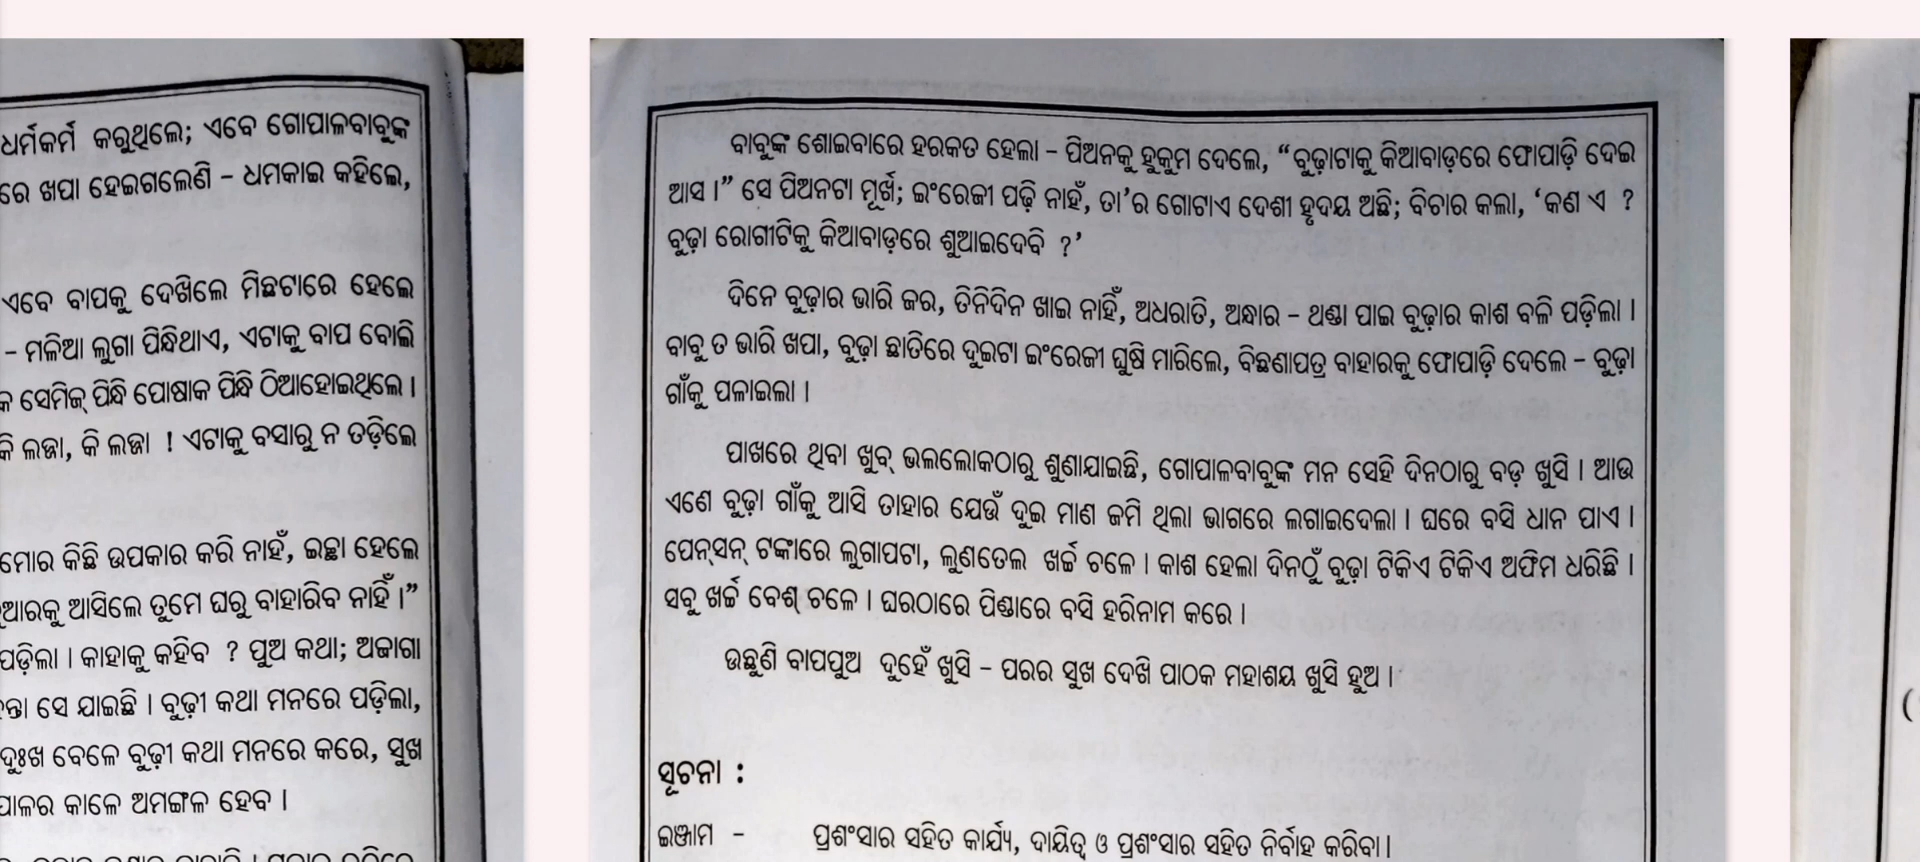 ଧର୍ମକର୍ମ କରୁଥିଲେ; ଏବେ ଗୋପାଳବାବୁଙ୍କ
ରେ ଖପା ହେଇଗଲେଣି – ଧମକାଇ କହିଲେ,
ଏବେ ବାପକୁ ଦେଖିଲେ ମିଛଟାରେ ହେଲେ
– ମଳିଆ ଲୁଗା ପିନ୍ଧିଥାଏ, ଏଟାକୁ ବାପ ବୋଲି
ସେମିଜ୍ ପିନ୍ଧି ପୋଷାକ ପିନ୍ଧି ଠିଆହୋଇଥିଲେ ।
କି ଲଜ୍ଜା, କି ଲଜ୍ଜା ! ଏଟାକୁ ବସାରୁ ନ ତଡ଼ିଲେ
ମୋର କିଛି ଉପକାର କରି ନାହଁ, ଇଚ୍ଛା ହେଲେ
ଆସିଲେ ତୁମେ ଘରୁ ବାହାରିବ ନାହିଁ ।”
ପଡ଼ିଲା । କାହାକୁ କହିବ ? ପୁଅ କଥା; ଅଜାଗା
ସେ ଯାଇଛି । ବୁଢ଼ୀ କଥା ମନରେ ପଡ଼ିଲା,
ଦୁଃଖ ବେଳେ ବୁଢ଼ୀ କଥା ମନରେ କରେ, ସୁଖ
କାଳେ ଅମଙ୍ଗଳ ହେବ ।
ବାବୁଙ୍କ ଶୋଇବାରେ ହରକତ ହେଲା – ପିଅନକୁ ହୁକୁମ ଦେଲେ, “ବୁଢ଼ାଟାକୁ କିଆବାଡ଼ରେ ଫୋପାଡ଼ି ଦେଇ
ଆସ ।” ସେ ପିଅନଟା ମୂର୍ଖ; ଇଂରେଜୀ ପଢ଼ି ନାହଁ, ତା’ର ଗୋଟାଏ ଦେଶୀ ହୃଦୟ ଅଛି; ବିଚାର କଲା, ‘କଣ ଏ ?
ବୁଢ଼ା ରୋଗୀଟିକୁ କିଆବାଡ଼ରେ ଶୁଆଇଦେବି ?’
ଦିନେ ବୁଢ଼ାର ଭାରି ଜର, ତିନିଦିନ ଖାଇ ନାହିଁ, ଅଧରାତି, ଅନ୍ଧାର – ଥଣ୍ଡା ପାଇ ବୁଢ଼ାର କାଶ ବଳି ପଡ଼ିଲା ।
ବାବୁ ତ ଭାରି ଖପା, ବୁଢ଼ା ଛାତିରେ ଦୁଇଟା ଇଂରେଜୀ ଘୁଷି ମାରିଲେ, ବିଛଣାପତ୍ର ବାହାରକୁ ଫୋପାଡ଼ି ଦେଲେ – ବୁଢ଼ା
ଗାଁକୁ ପଳାଇଲା ।
ପାଖରେ ଥିବା ଖୁବ୍ ଭଲଲୋକଠାରୁ ଶୁଣାଯାଇଛି, ଗୋପାଳବାବୁଙ୍କ ମନ ସେହି ଦିନଠାରୁ ବଡ଼ ଖୁସି । ଆଉ
ଏଣେ ବୁଢ଼ା ଗାଁକୁ ଆସି ତାହାର ଯେଉଁ ଦୁଇ ମାଣ ଜମି ଥିଲା ଭାଗରେ ଲଗାଇଦେଲା । ଘରେ ବସି ଧାନ ପାଏ ।
ପେନ୍‌ସନ୍ ଟଙ୍କାରେ ଲୁଗାପଟା, ଲୁଣତେଲ ଖର୍ଚ୍ଚ ଚଳେ । କାଶ ହେଲା ଦିନଠୁଁ ବୁଢ଼ା ଟିକିଏ ଟିକିଏ ଅଫିମ ଧରିଛି ।
ସବୁ ଖର୍ଚ୍ଚ ବେଶ୍ ଚଳେ । ଘରଠାରେ ପିଣ୍ଡାରେ ବସି ହରିନାମ କରେ ।
ଉଛୁଣି ବାପପୁଅ ଦୁହେଁ ଖୁସି – ପରର ସୁଖ ଦେଖି ପାଠକ ମହାଶୟ ଖୁସି ହୁଅ ।
ସୂଚନା :
ଇଞ୍ଜାମ – ପ୍ରଶଂସାର ସହିତ କାର୍ଯ୍ୟ, ଦାୟିତ୍ୱ ଓ ପ୍ରଶଂସାର ସହିତ ନିର୍ବାହ କରିବା ।
(